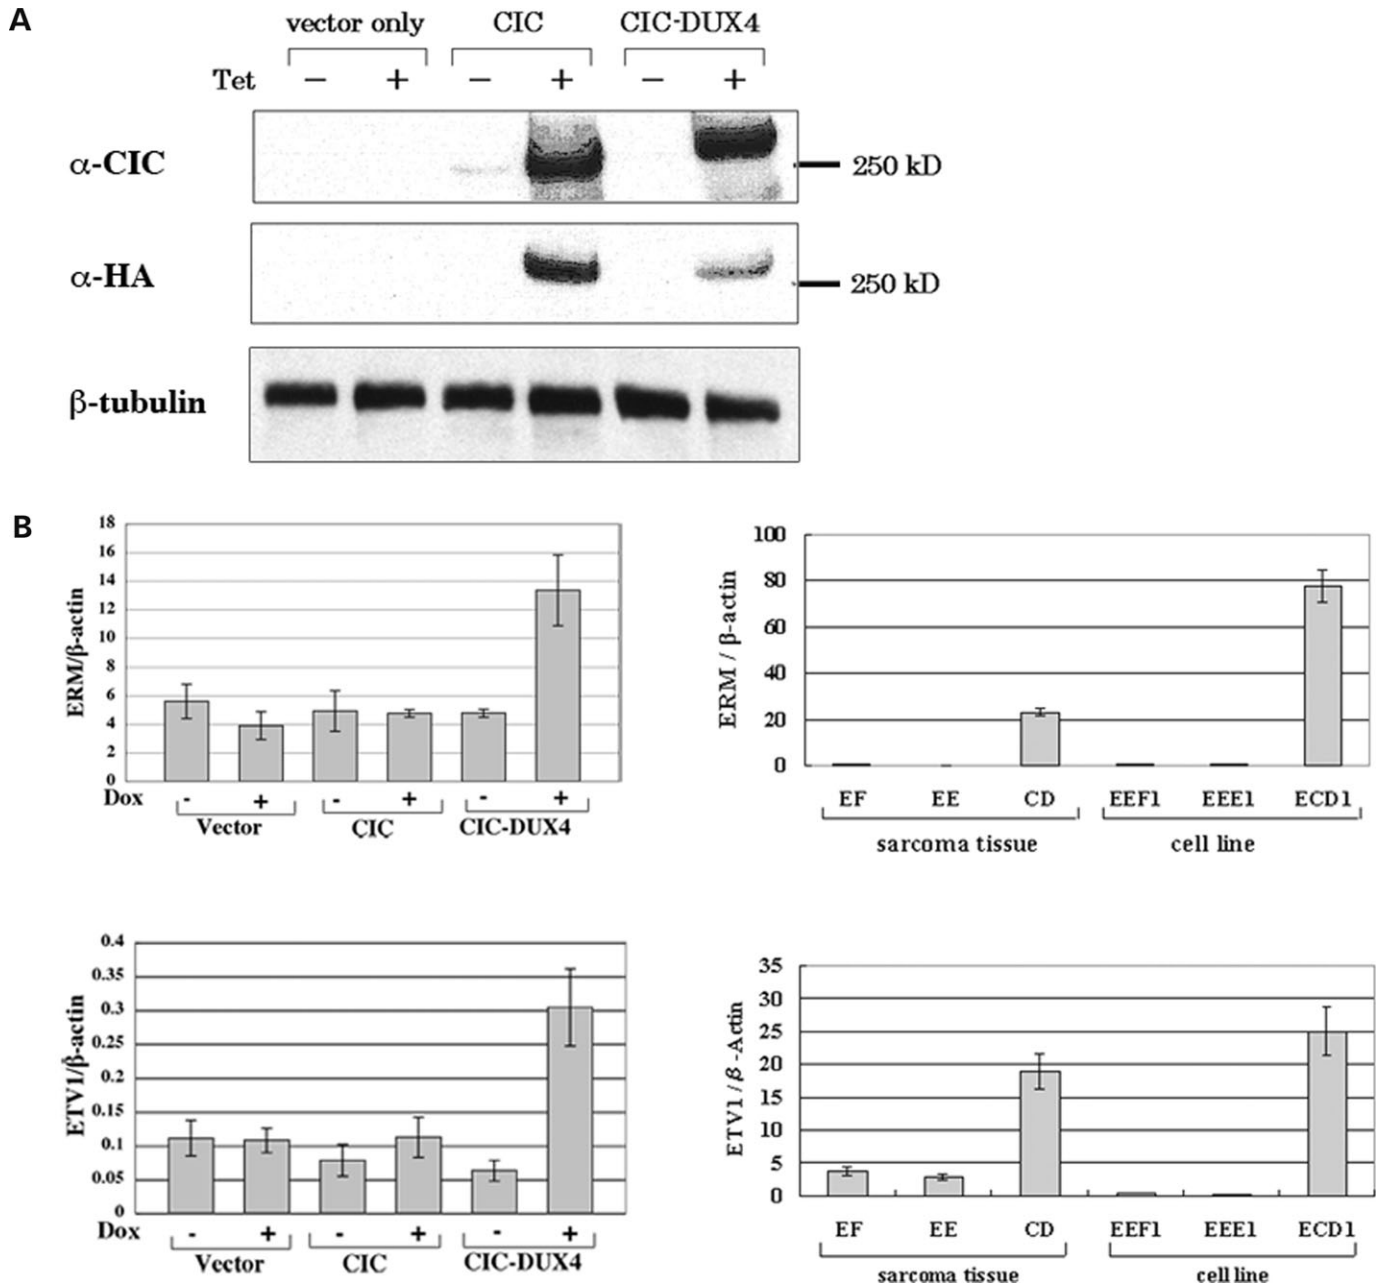 A
vector only CIC CIC-DUX4
Tet − + − + − +
α-CIC
250 kD
α-HA
250 kD
β-tubulin
B
18
16
14
12
10
8
6
4
2
0
ERM/β-actin
Dox - + - + - +
Vector CIC CIC-DUX4
100
80
60
40
20
0
ERM / β-actin
EF EE CD EEF1 EEE1 ECD1
sarcoma tissue cell line
0.4
0.35
0.3
0.25
0.2
0.15
0.1
0.05
0
ETV1/β-actin
Dox - + - + - +
Vector CIC CIC-DUX4
35
30
25
20
15
10
5
0
ETV1/β-Actin
EF EE CD EEF1 EEE1 ECD1
sarcoma tissue cell line